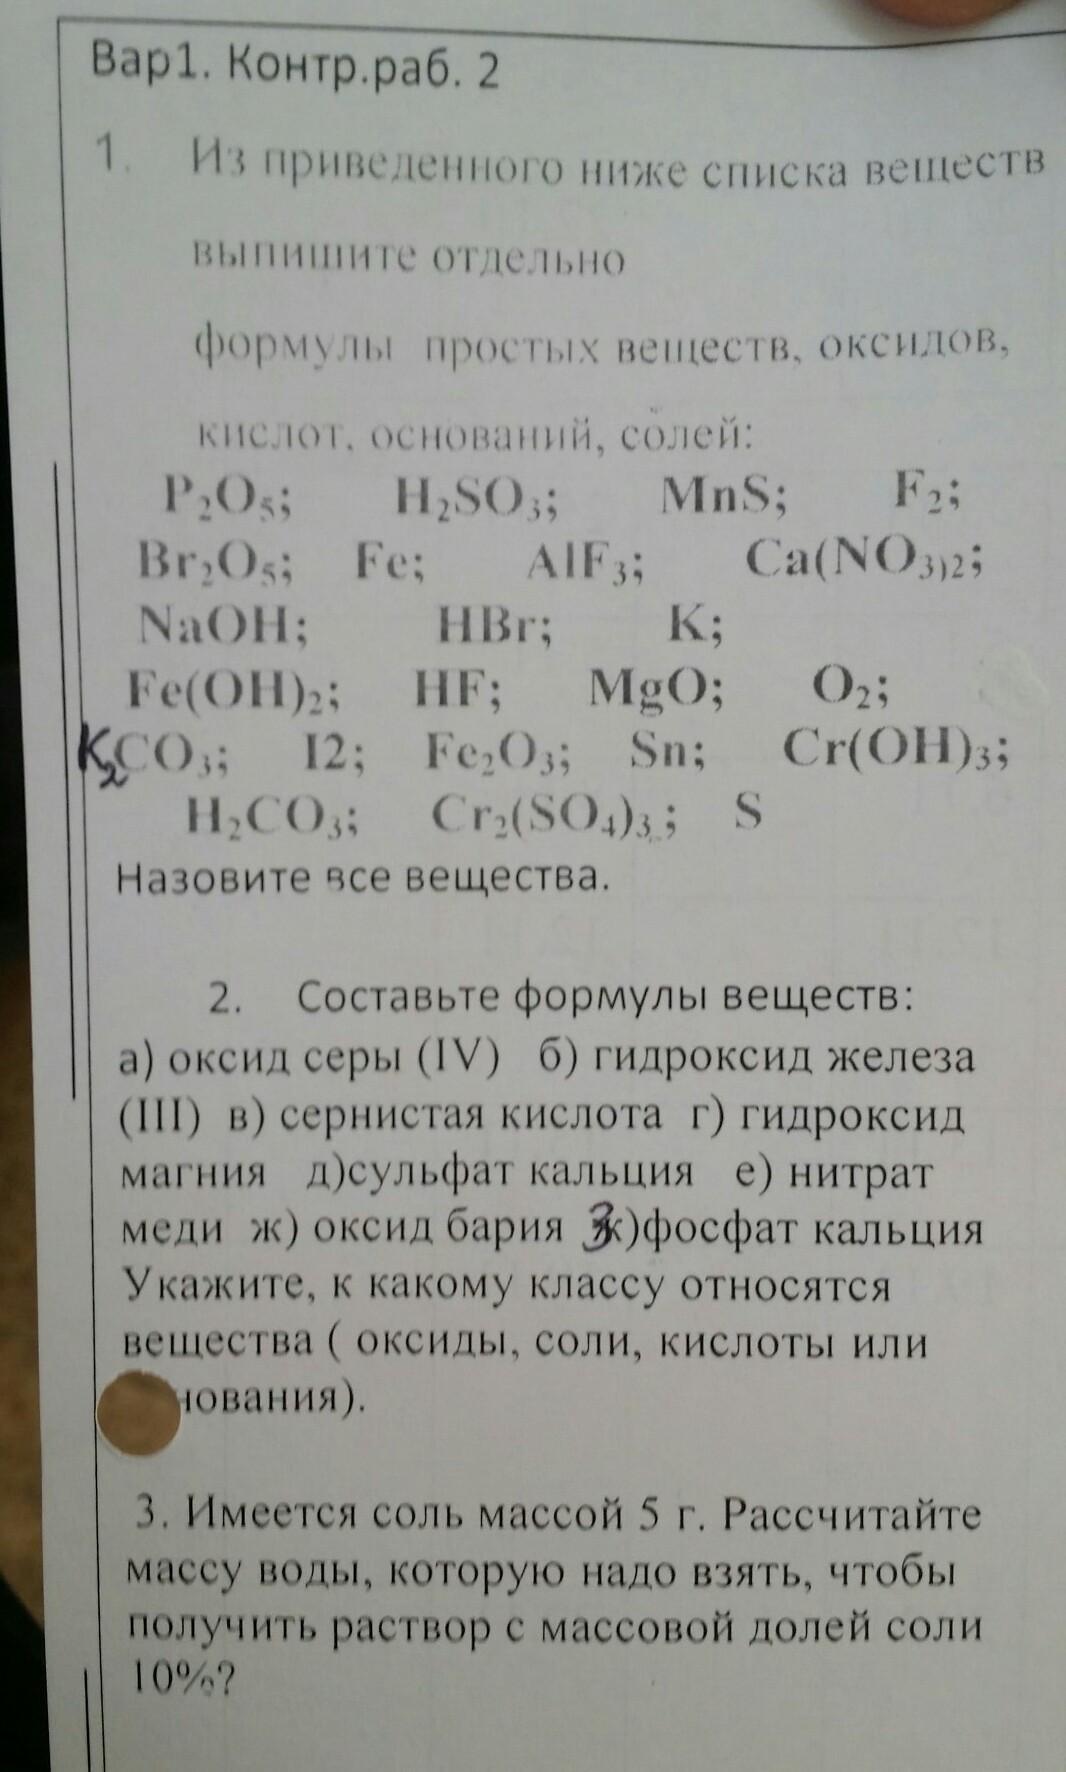 Вар1. Контр.раб. 2
1. Из приведенного ниже списка веществ
выпишите отдельно
формулы простых веществ, оксидов,
кислот, оснований, солей:
P₂O₅; H₂SO₃; MnS; F₂;
Br₂O₅; Fe; AlF₃; Ca(NO₃)₂;
NaOH; HBr; K;
Fe(OH)₂; HF; MgO; O₂;
K₂CO₃; I2; Fe₂O₃; Sn; Cr(OH)₃;
H₂CO₃; Cr₂(SO₄)₃ ; S
Назовите все вещества.
2. Составьте формулы веществ:
а) оксид серы (IV) б) гидроксид железа
(III) в) сернистая кислота г) гидроксид
магния д)сульфат кальция е) нитрат
меди ж) оксид бария З)фосфат кальция
Укажите, к какому классу относятся
вещества ( оксиды, соли, кислоты или
нования).
3. Имеется соль массой 5 г. Рассчитайте
массу воды, которую надо взять, чтобы
получить раствор с массовой долей соли
10%?